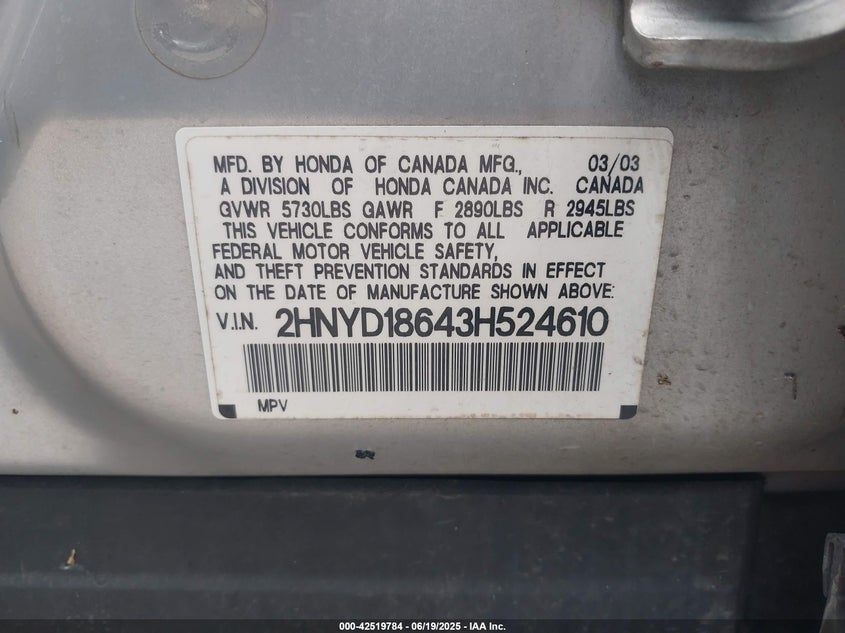 MFD. BY HONDA OF CANADA MFG., 03/03
A DIVISION OF HONDA CANADA INC. CANADA
GVWR 5730LBS GAWR F 2890LBS R 2945LBS
THIS VEHICLE CONFORMS TO ALL APPLICABLE
FEDERAL MOTOR VEHICLE SAFETY,
AND THEFT PREVENTION STANDARDS IN EFFECT
ON THE DATE OF MANUFACTURE SHOWN ABOVE:
V.I.N. 2HNYD18643H524610
MPV
000-42519784 - 06/19/2025 - IAA Inc.